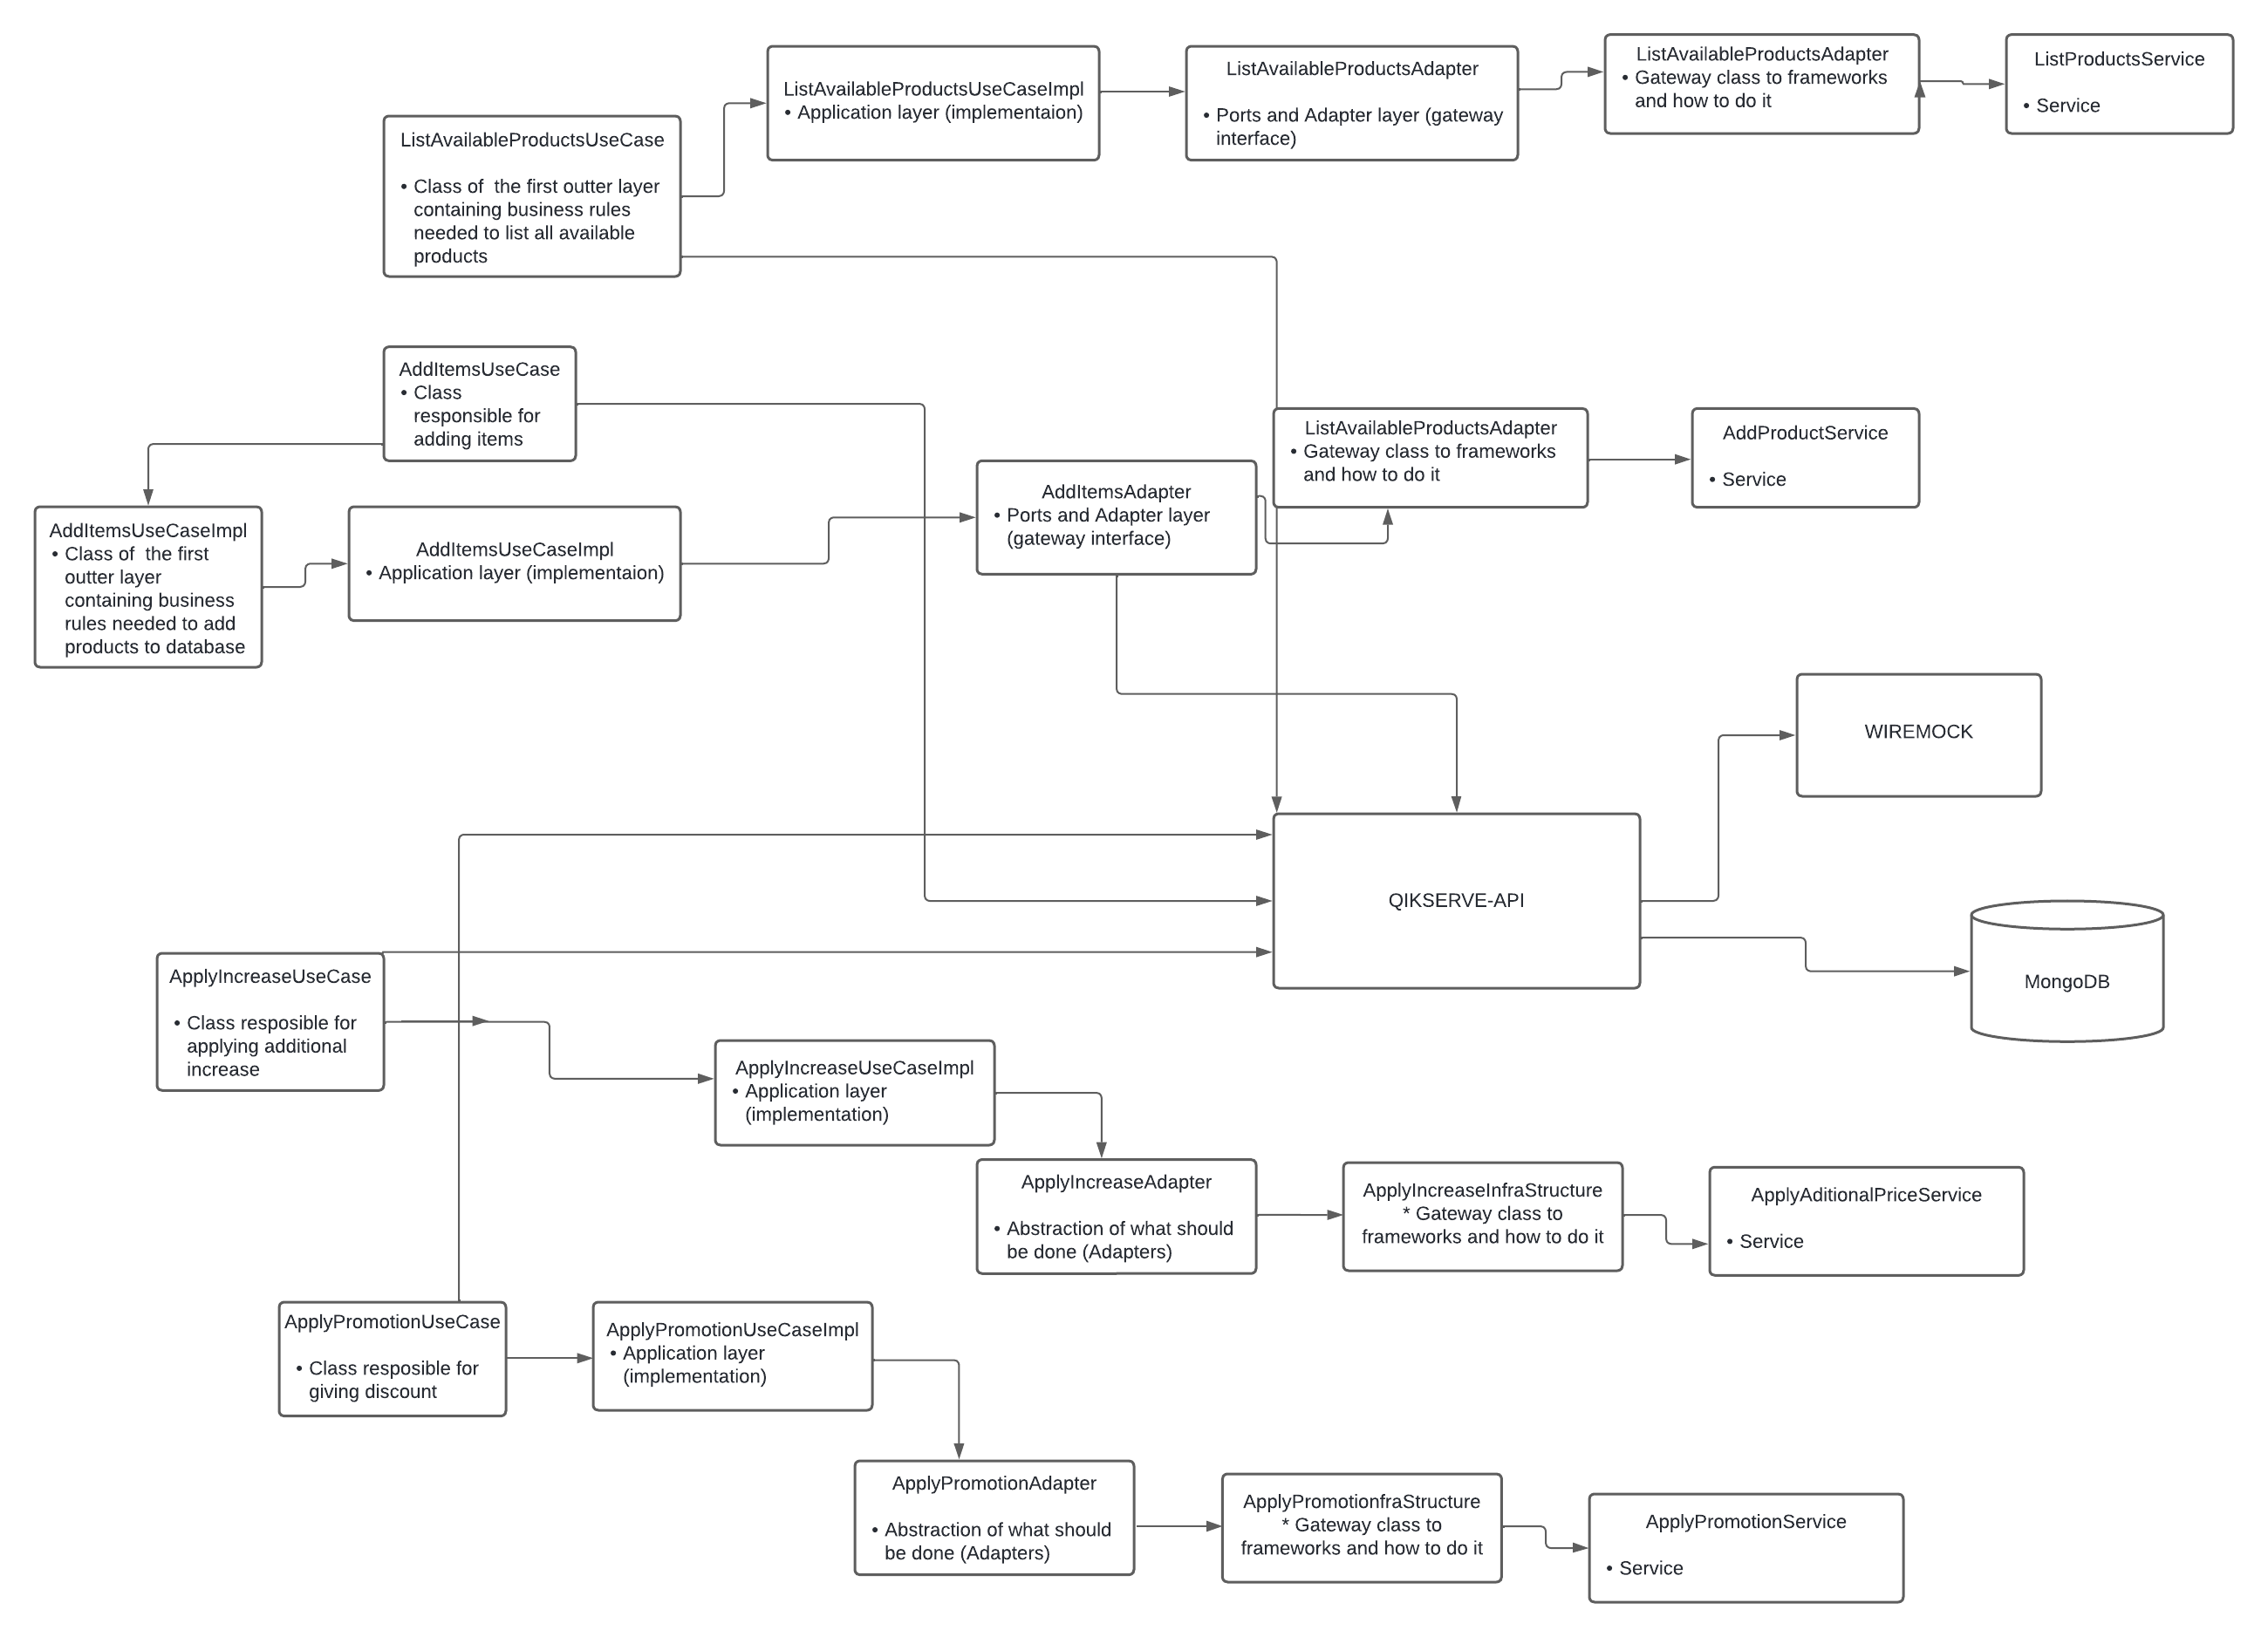 ListAvailableProductsUseCase
• Class of  the first outter layer
containing business rules
needed to list all available
products
ListAvailableProductsUseCaseImpl
• Application layer (implementaion)
ListAvailableProductsAdapter
• Ports and Adapter layer (gateway
interface)
ListAvailableProductsAdapter
• Gateway class to frameworks
and how to do it
ListProductsService
• Service
AddItemsUseCase
• Class
responsible for
adding items
AddItemsUseCaseImpl
• Class of  the first
outter layer
containing business
rules needed to add
products to database
AddItemsUseCaseImpl
• Application layer (implementaion)
AddItemsAdapter
• Ports and Adapter layer
(gateway interface)
ListAvailableProductsAdapter
• Gateway class to frameworks
and how to do it
AddProductService
• Service
WIREMOCK
QIKSERVE-API
MongoDB
ApplyIncreaseUseCase
• Class resposible for
applying additional
increase
ApplyIncreaseUseCaseImpl
• Application layer
(implementation)
ApplyIncreaseAdapter
• Abstraction of what should
be done (Adapters)
ApplyIncreaseInfraStructure
* Gateway class to
frameworks and how to do it
ApplyAditionalPriceService
• Service
ApplyPromotionUseCase
• Class resposible for
giving discount
ApplyPromotionUseCaseImpl
• Application layer
(implementation)
ApplyPromotionAdapter
• Abstraction of what should
be done (Adapters)
ApplyPromotionfraStructure
* Gateway class to
frameworks and how to do it
ApplyPromotionService
• Service